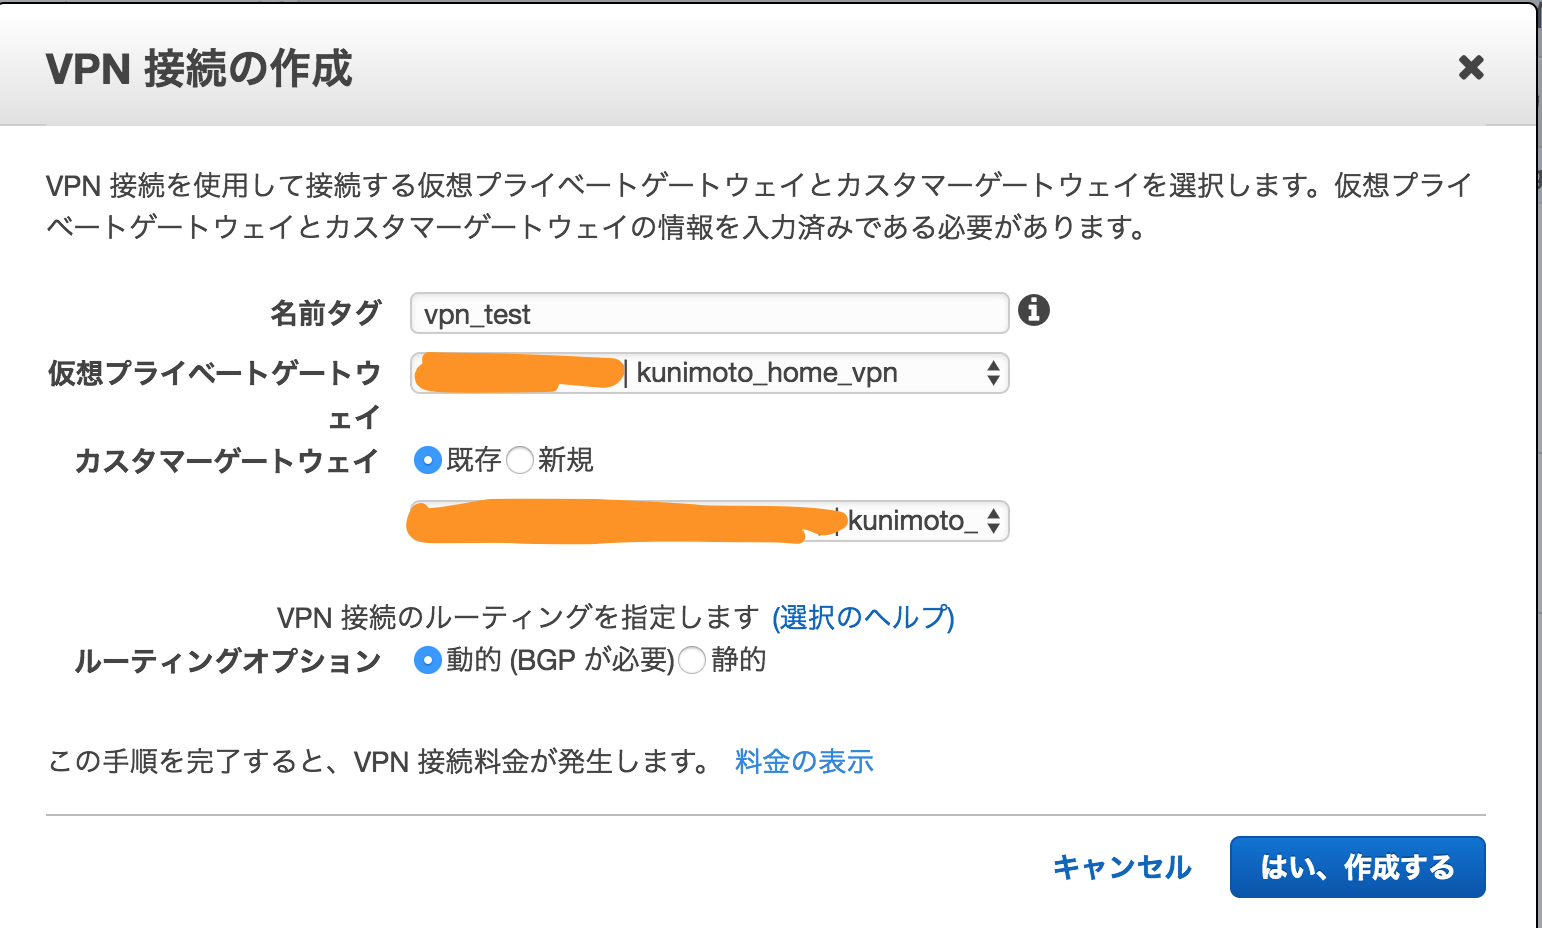 VPN 接続の作成
VPN 接続を使用して接続する仮想プライベートゲートウェイとカスタマーゲートウェイを選択します。仮想プライ
ベートゲートウェイとカスタマーゲートウェイの情報を入力済みである必要があります。
名前タグ vpn_test
仮想プライベートゲートウ | kunimoto_home_vpn
ェイ
カスタマーゲートウェイ 既存 新規
| kunimoto_
VPN 接続のルーティングを指定します (選択のヘルプ)
ルーティングオプション 動的 (BGP が必要) 静的
この手順を完了すると、VPN 接続料金が発生します。 料金の表示
キャンセル はい、作成する